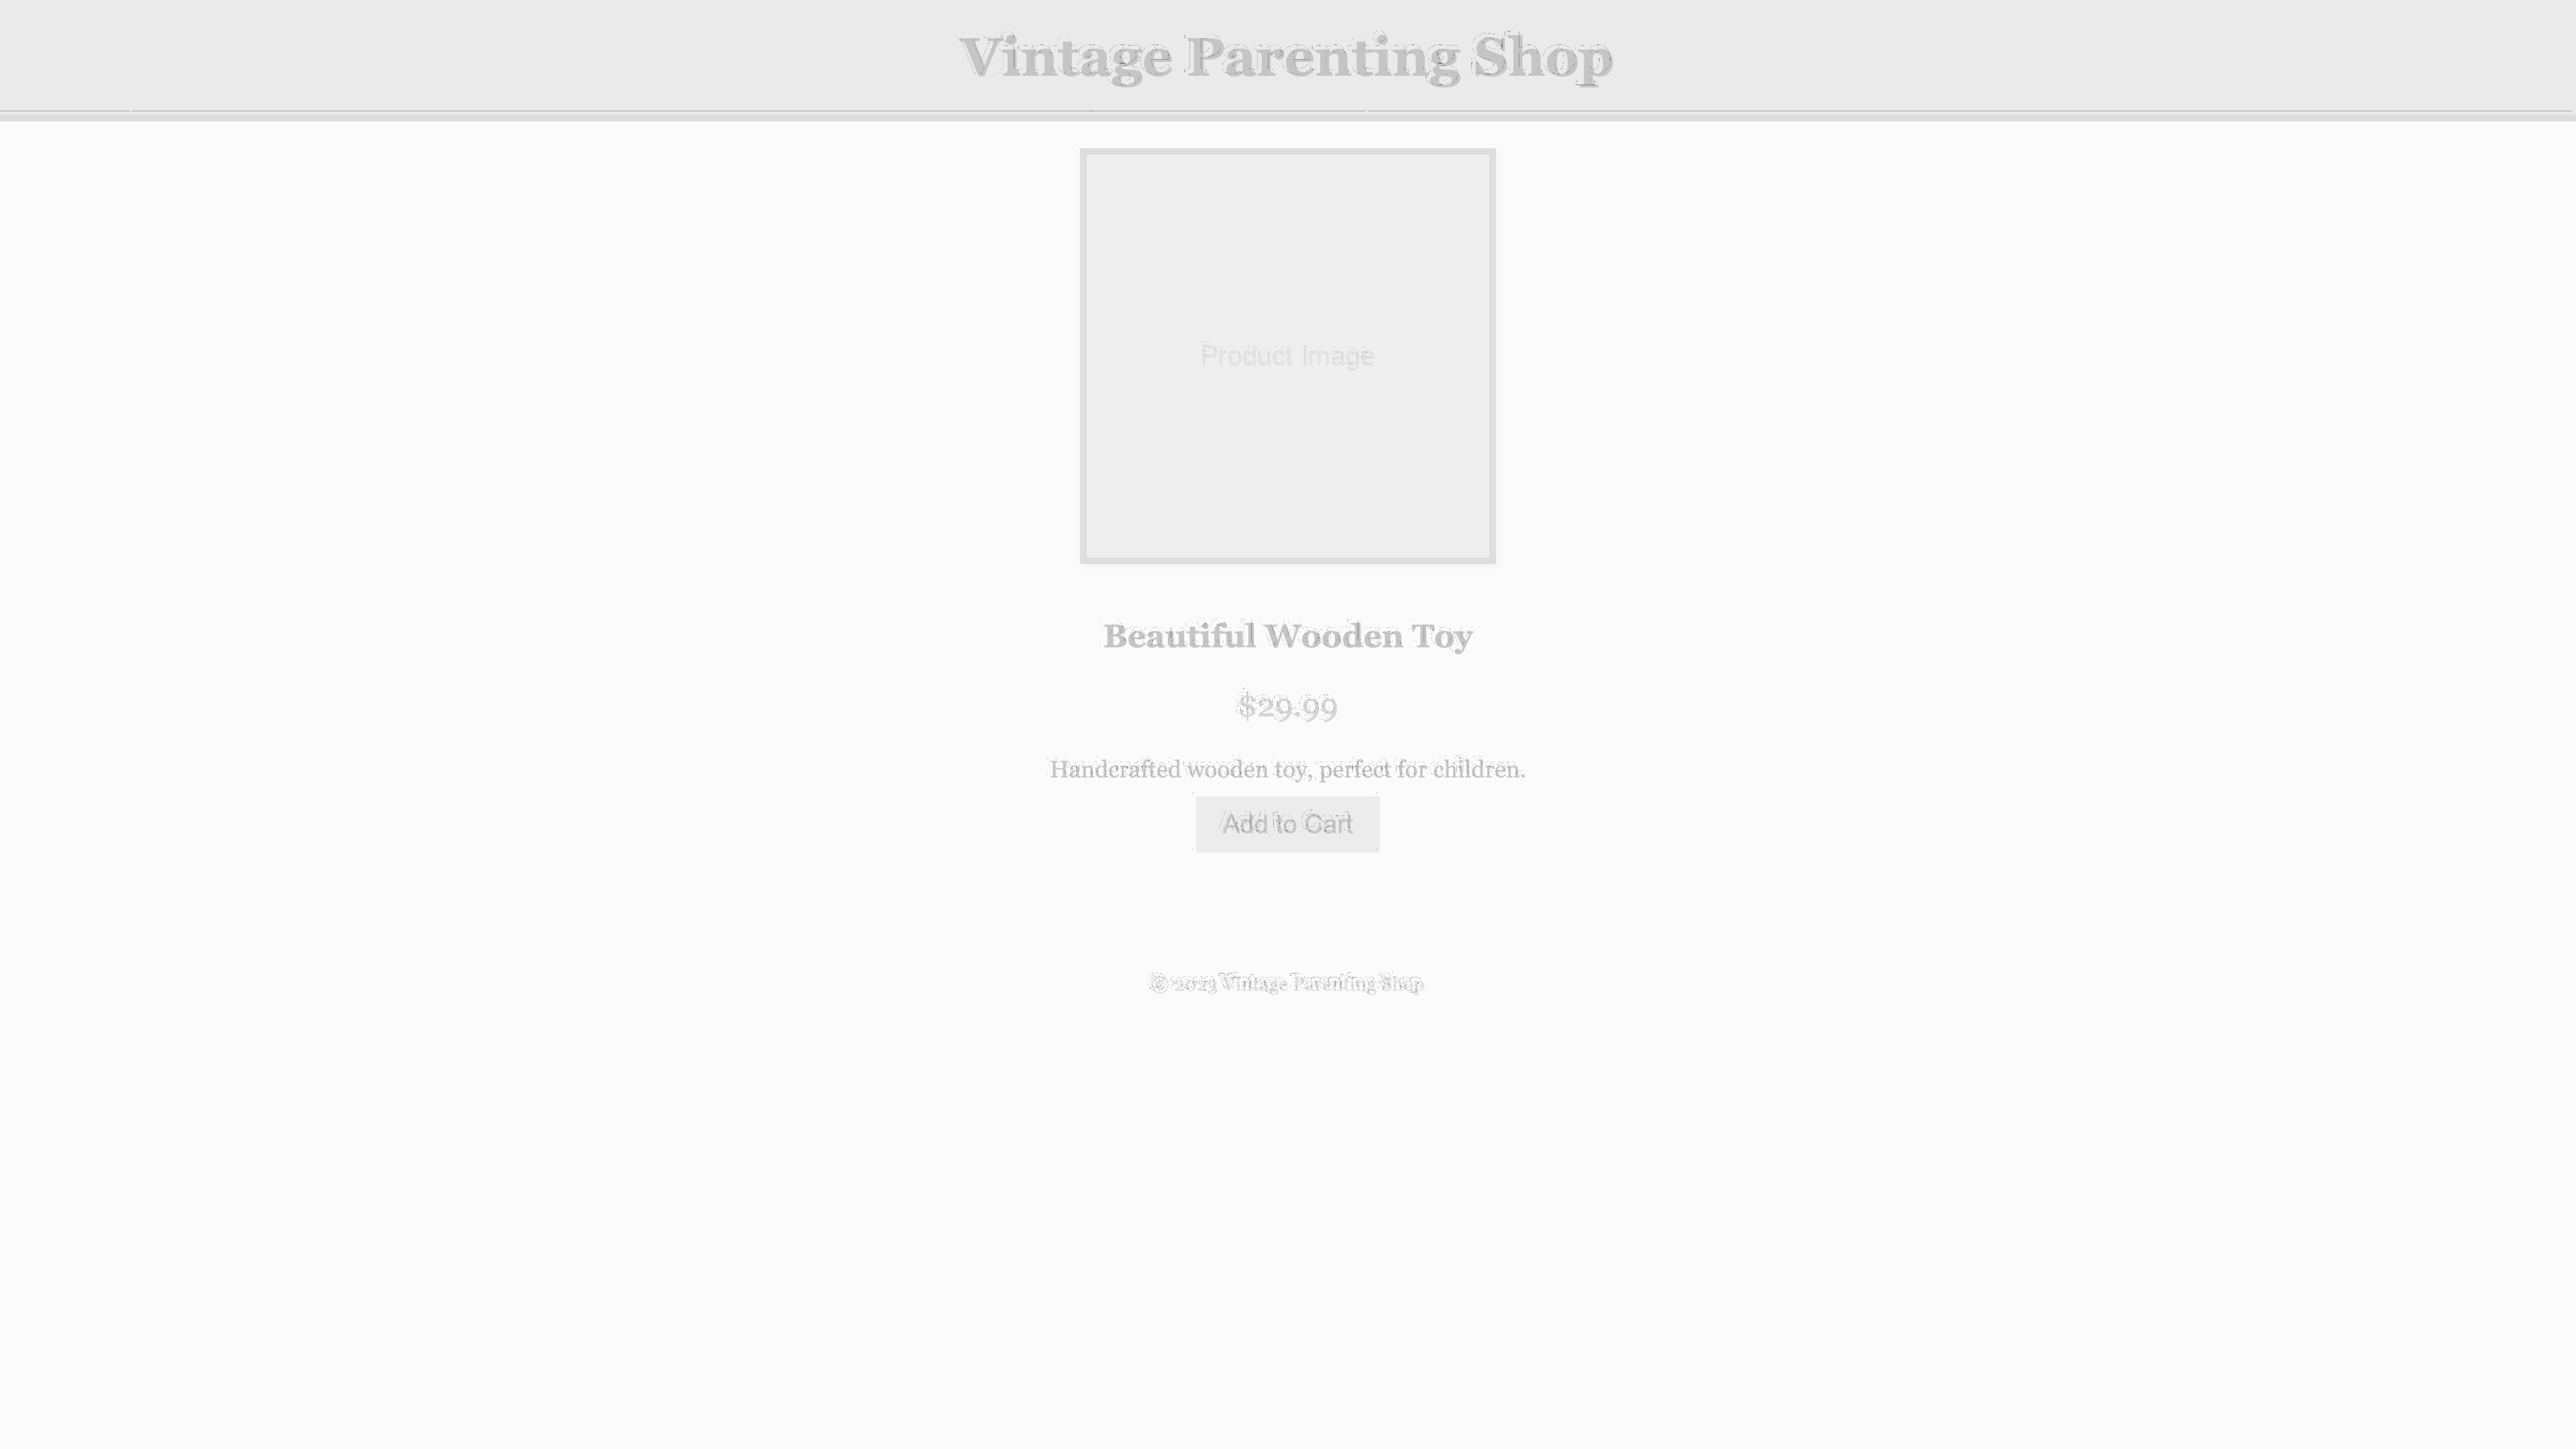 Vintage Parenting Shop
Product Image
Beautiful Wooden Toy
$29.99
Handcrafted wooden toy, perfect for children.
Add to Cart
© 2023 Vintage Parenting Shop